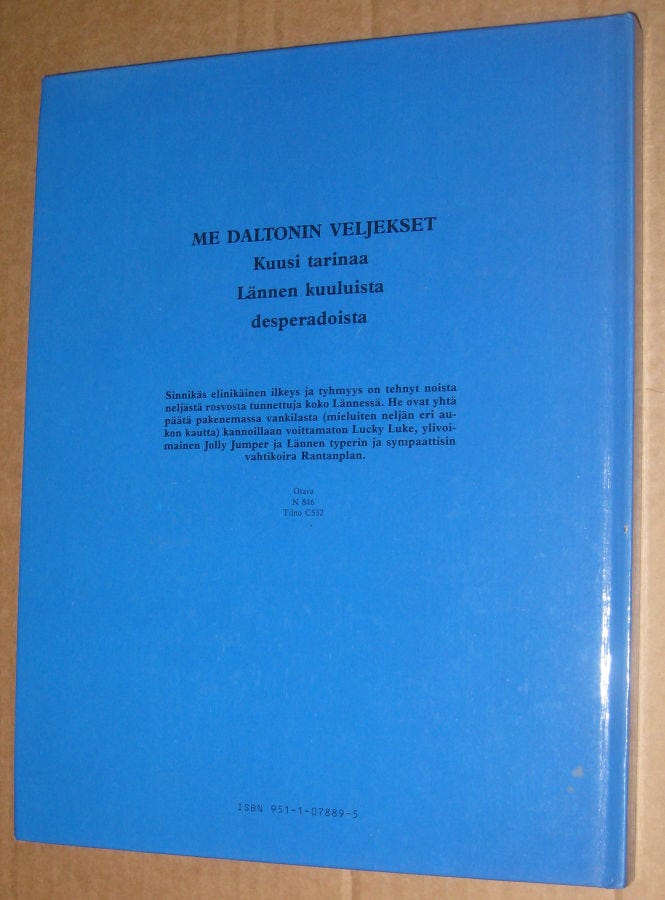 ME DALTONIN VELJEKSET
Kuusi tarinaa
Lännen kuuluista
desperadoista
Sinnikäs elinikäinen ilkeys ja tyhmyys on tehnyt noista
neljästä rosvosta tunnettuja koko Lännessä. He ovat yhtä
päätä pakenemassa vankilasta (mieluiten neljän eri au-
kon kautta) kannoillaan voittamaton Lucky Luke, ylivoi-
mainen Jolly Jumper ja Lännen typerin ja sympaattisin
vahtikoira Rantanplan.
Otava
N 846
Tilno C552
ISBN 951-1-07889-5